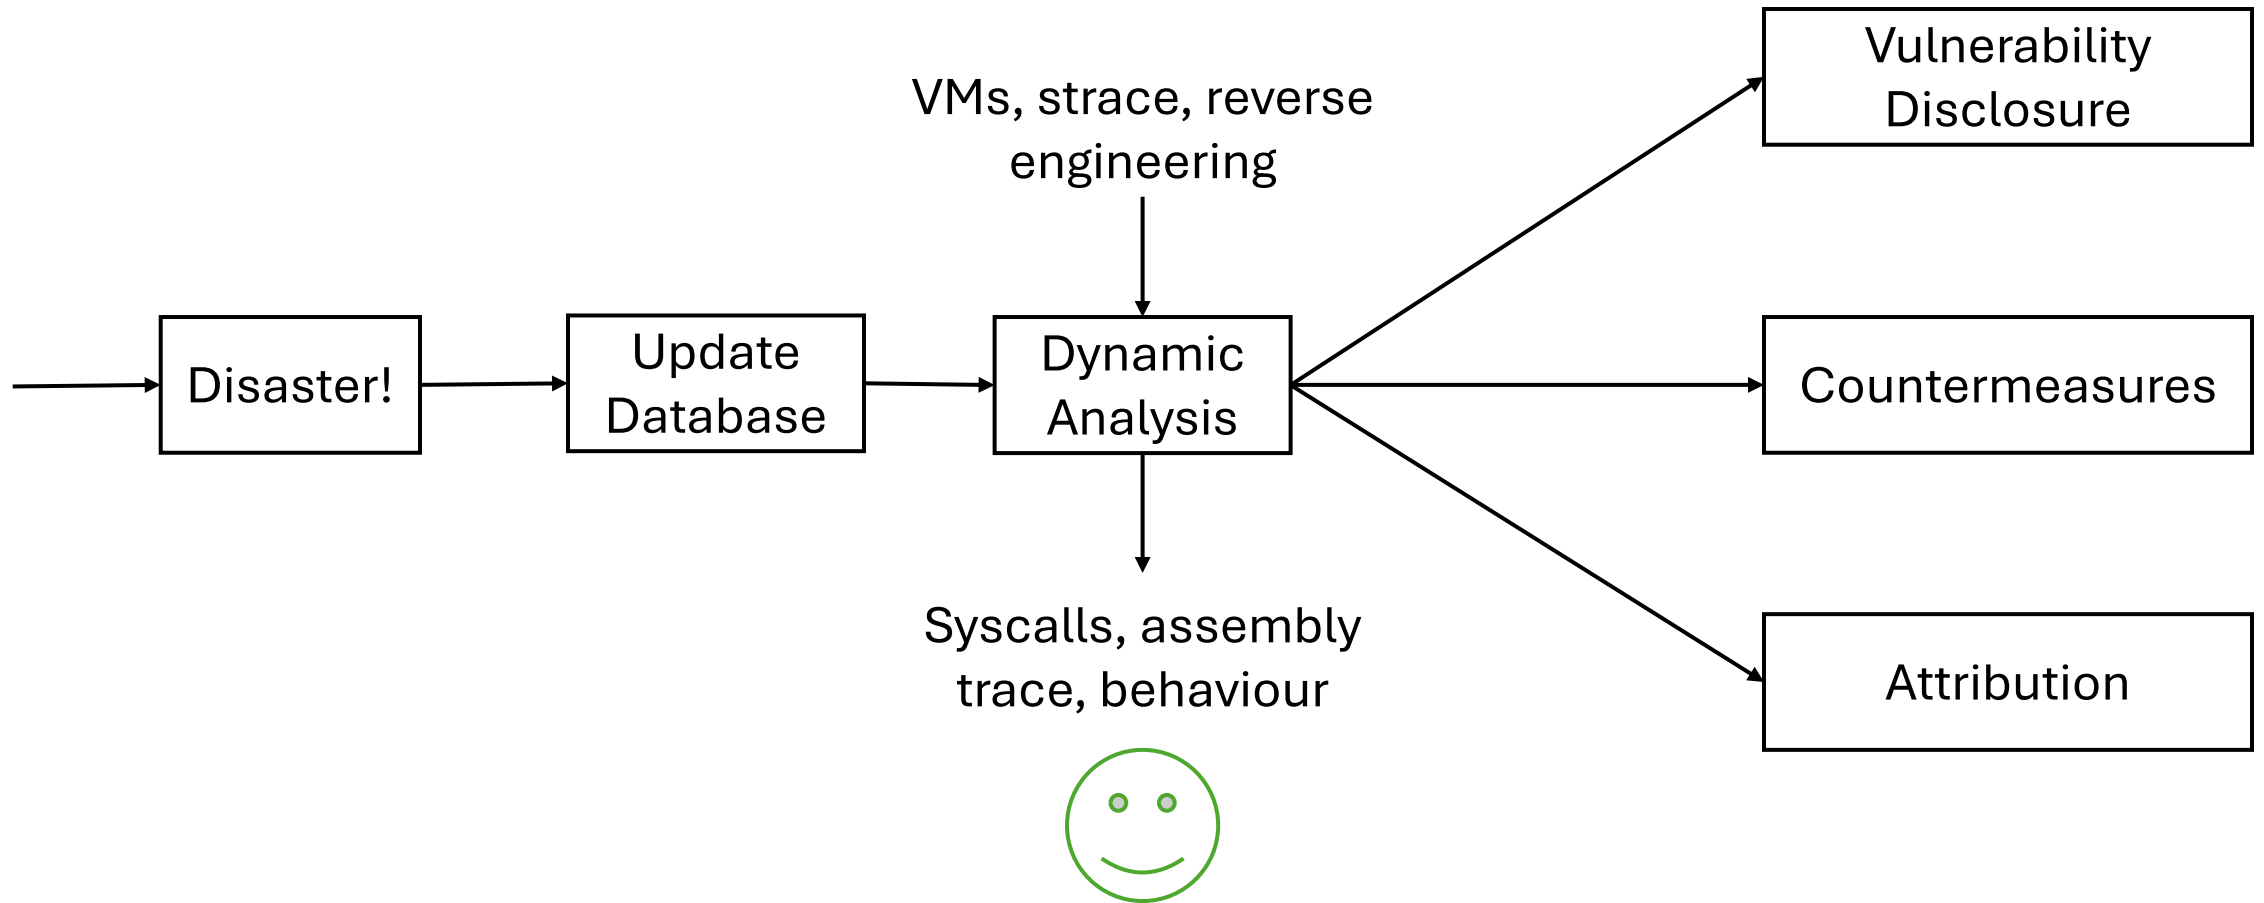 VMs, strace, reverse
engineering
Disaster!
Update
Database
Dynamic
Analysis
Syscalls, assembly
trace, behaviour
Vulnerability
Disclosure
Countermeasures
Attribution